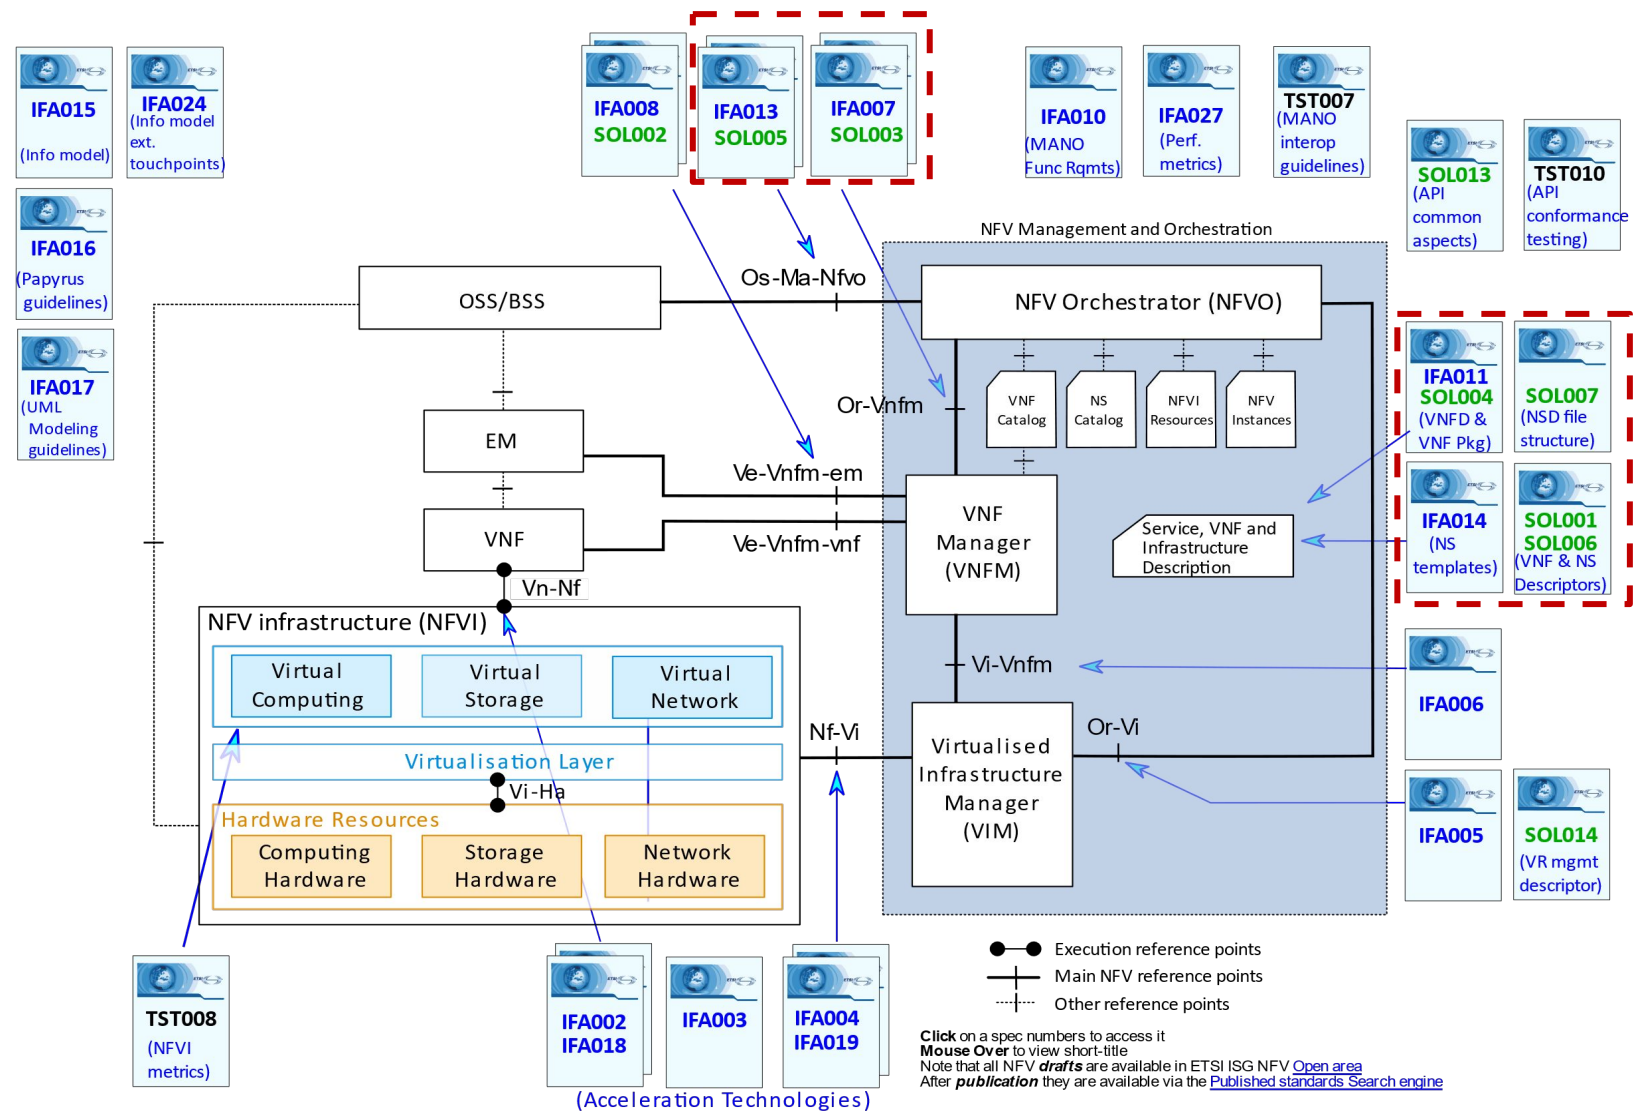 IFA015
(Info model)
IFA024
(Info model
ext.
touchpoints)
IFA016
(Papyrus
guidelines)
IFA017
(UML
Modeling
guidelines)
IFA008
SOL002
IFA013
SOL005
IFA007
SOL003
IFA010
(MANO
Func Rqmts)
IFA027
(Perf.
metrics)
TST007
(MANO
interop
guidelines)
SOL013
(API
common
aspects)
TST010
(API
conformance
testing)
NFV Management and Orchestration
OSS/BSS
Os-Ma-Nfvo
NFV Orchestrator (NFVO)
EM
Or-Vnfm
VNF
Catalog
NS
Catalog
NFVI
Resources
NFV
Instances
IFA011
SOL004
(VNFD &
VNF Pkg)
SOL007
(NSD file
structure)
Ve-Vnfm-em
VNF
Ve-Vnfm-vnf
VNF
Manager
(VNFM)
Service, VNF and
Infrastructure
Description
IFA014
(NS
templates)
SOL001
SOL006
(VNF & NS
Descriptors)
Vn-Nf
NFV infrastructure (NFVI)
Virtual
Computing
Virtual
Storage
Virtual
Network
Vi-Vnfm
IFA006
Virtualisation Layer
Nf-Vi
Virtualised
Infrastructure
Manager
(VIM)
Or-Vi
Vi-Ha
Hardware Resources
Computing
Hardware
Storage
Hardware
Network
Hardware
IFA005
SOL014
(VR mgmt
descriptor)
TST008
(NFVI
metrics)
IFA002
IFA018
IFA003
IFA004
IFA019
(Acceleration Technologies)
Execution reference points
Main NFV reference points
Other reference points
Click on a spec numbers to access it
Mouse Over to view short-title
Note that all NFV drafts are available in ETSI ISG NFV Open area
After publication they are available via the Published standards Search engine